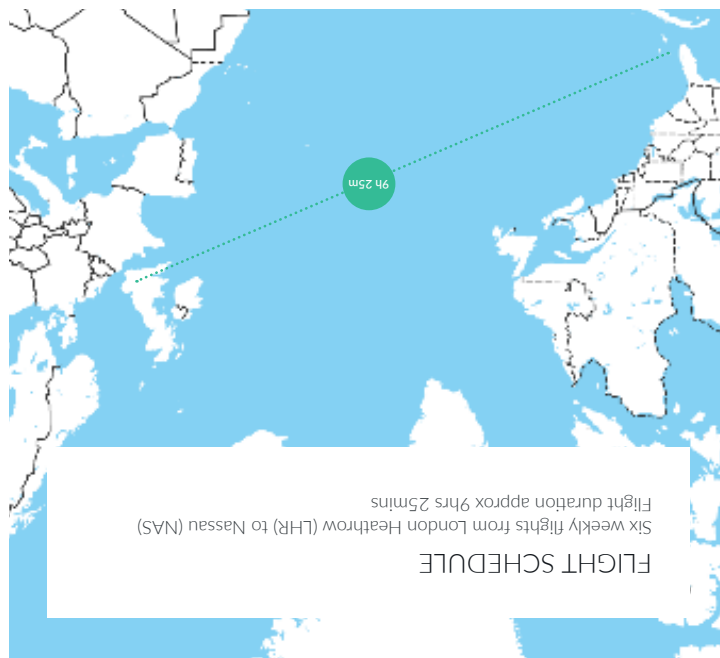 FLIGHT SCHEDULE
Six weekly flights from London Heathrow (LHR) to Nassau (NAS)
Flight duration approx 9hrs 25mins
9h 25m